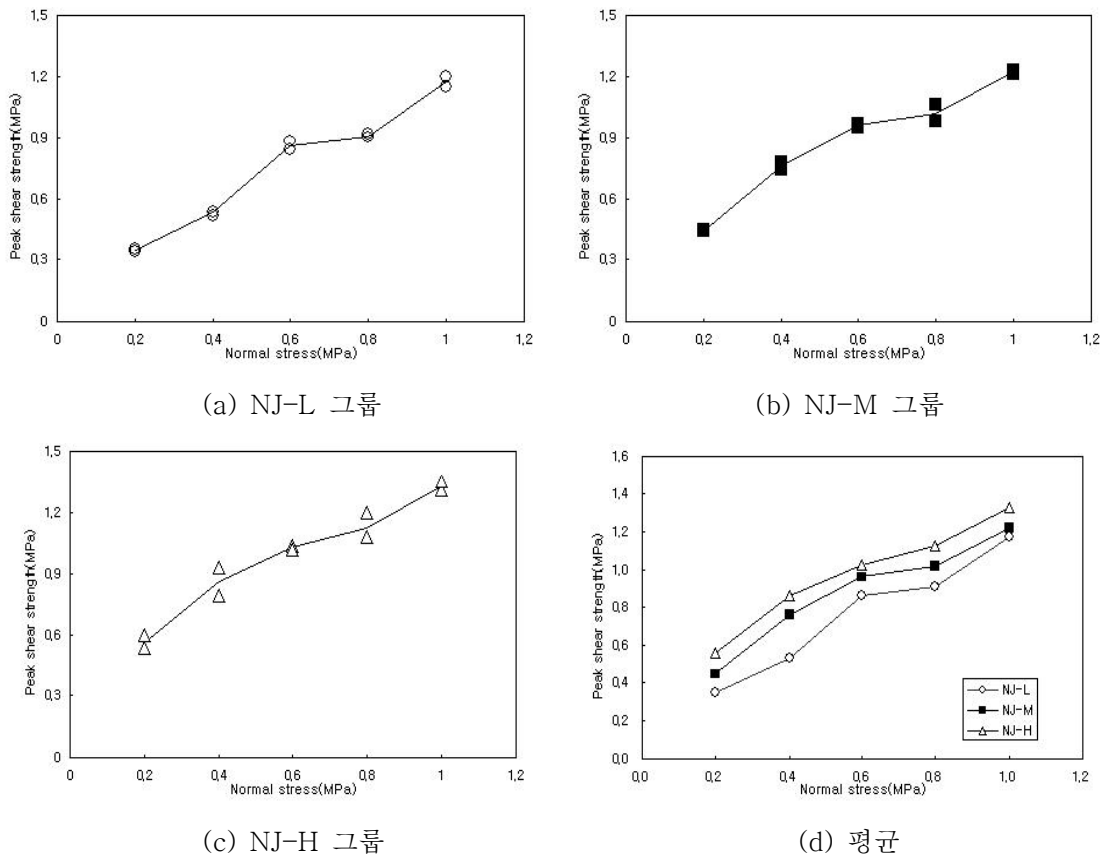 1,5
1,2
0,9
0,6
0,3
0
Peak shear strength(MPa)
0 0,2 0,4 0,6 0,8 1 1,2
Normal stress(MPa)
(a) NJ-L 그룹
1,5
1,2
0,9
0,6
0,3
0
Peak shear strength(MPa)
0 0,2 0,4 0,6 0,8 1 1,2
Normal stress(MPa)
(b) NJ-M 그룹
1,5
1,2
0,9
0,6
0,3
0
Peak shear strength(MPa)
0 0,2 0,4 0,6 0,8 1 1,2
Normal stress(MPa)
(c) NJ-H 그룹
1,6
1,4
1,2
1,0
0,8
0,6
0,4
0,2
0,0
Peak shear strength(MPa)
NJ-L
NJ-M
NJ-H
0,0 0,2 0,4 0,6 0,8 1,0 1,2
Normal stress(MPa)
(d) 평균